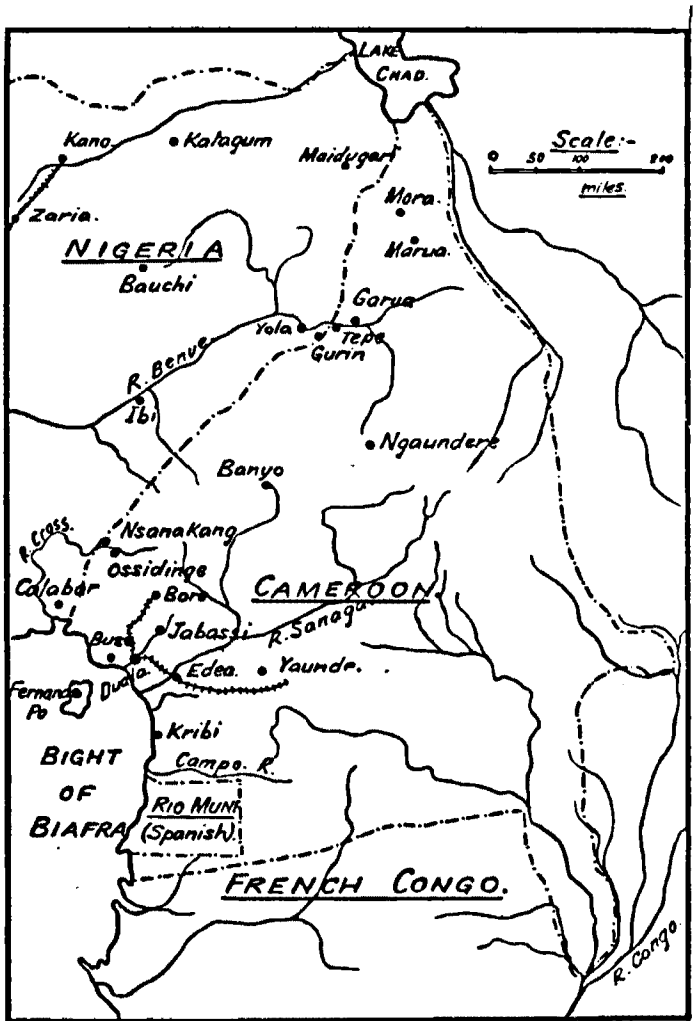 LAKE
CHAD.
Kano.
Katagum
Scale:-
0 50 100 200
miles.
Maidugari
Mora.
Zaria.
NIGERIA
Marua.
Bauchi
Garua
Yola
Tepe
Gurin
R. Benue
Ibi
Ngaundere
Banyo
R. Cross.
Nsanakang
Ossidinge
Calabar
Bare
CAMEROON.
Jabassi
R. Sanaga
Buea
Duala.
Edea.
Yaunde.
Fernando
Po
Kribi
Campo. R.
BIGHT
OF
BIAFRA
RIO MUNI
(Spanish).
FRENCH CONGO.
R. Congo.